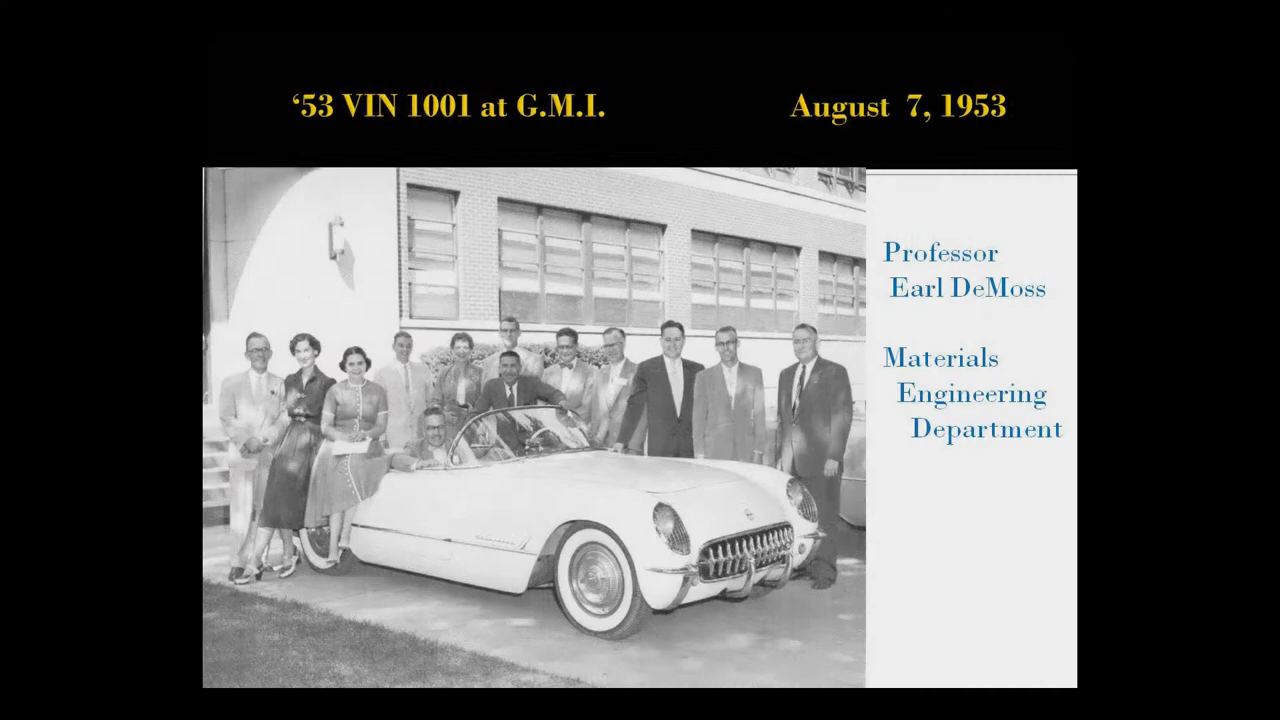 ‘53 VIN 1001 at G.M.I. August 7, 1953
Professor
Earl DeMoss
Materials
Engineering
Department